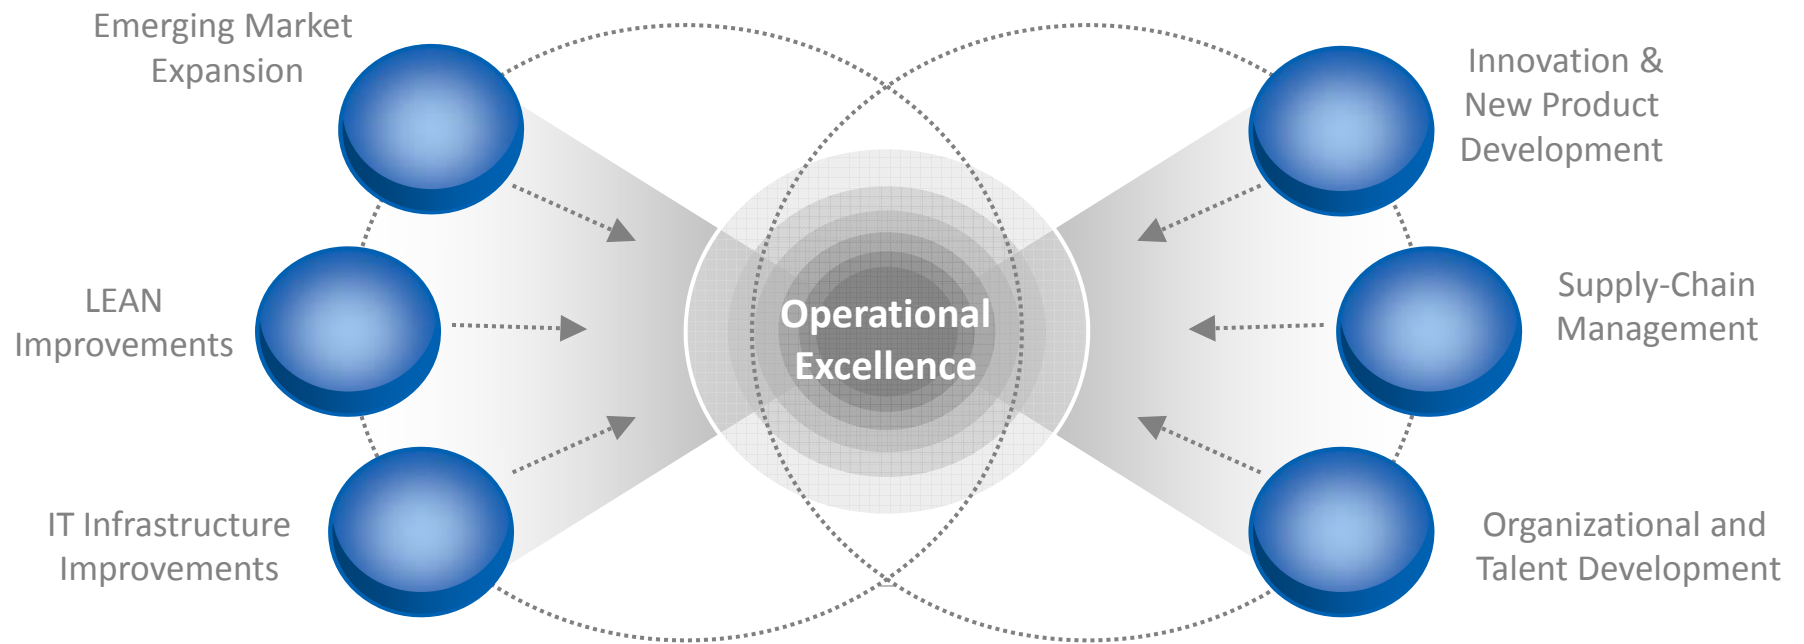 Emerging Market
Expansion
LEAN
Improvements
IT Infrastructure
Improvements
Operational
Excellence
Innovation &
New Product
Development
Supply-Chain
Management
Organizational and
Talent Development